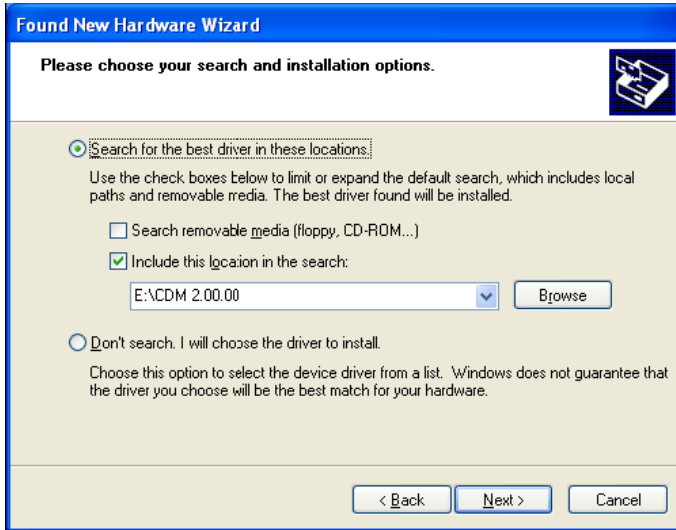 Found New Hardware Wizard
Please choose your search and installation options.
Search for the best driver in these locations.
Use the check boxes below to limit or expand the default search, which includes local
paths and removable media. The best driver found will be installed.
Search removable media (floppy, CD-ROM...)
Include this location in the search:
E:\CDM 2.00.00
Browse
Don't search. I will choose the driver to install.
Choose this option to select the device driver from a list. Windows does not guarantee that
the driver you choose will be the best match for your hardware.
< Back
Next >
Cancel